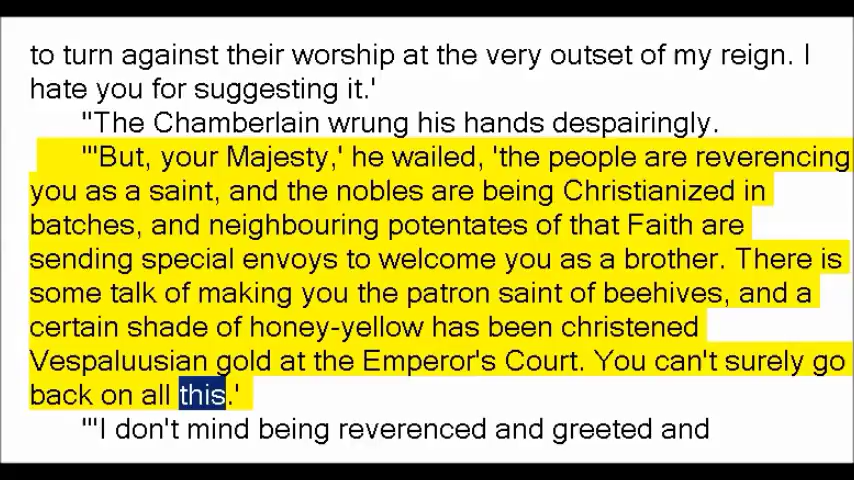 to turn against their worship at the very outset of my reign. I
hate you for suggesting it.'
"The Chamberlain wrung his hands despairingly.
"'But, your Majesty,' he wailed, 'the people are reverencing
you as a saint, and the nobles are being Christianized in
batches, and neighbouring potentates of that Faith are
sending special envoys to welcome you as a brother. There is
some talk of making you the patron saint of beehives, and a
certain shade of honey-yellow has been christened
Vespaluusian gold at the Emperor's Court. You can't surely go
back on all this.'
"'I don't mind being reverenced and greeted and